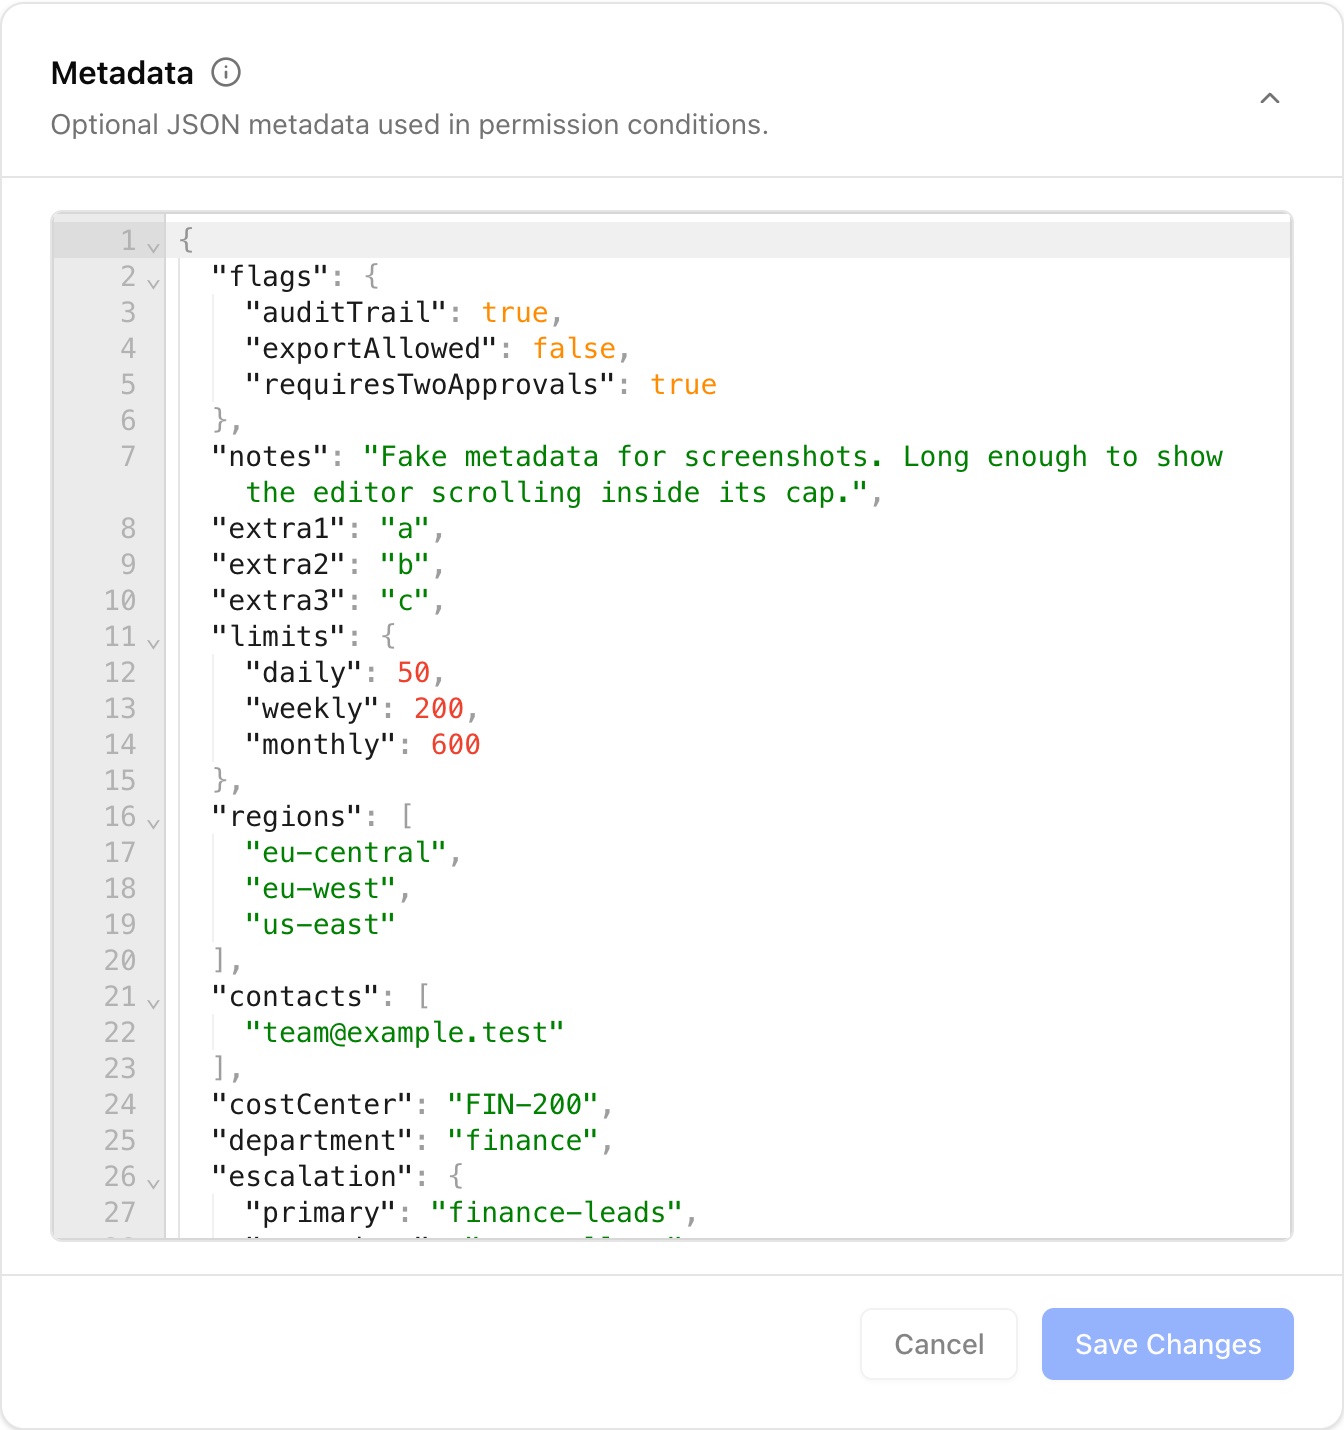 Metadata
Optional JSON metadata used in permission conditions.
1 {
2 "flags": {
3 "auditTrail": true,
4 "exportAllowed": false,
5 "requiresTwoApprovals": true
6 },
7 "notes": "Fake metadata for screenshots. Long enough to show
the editor scrolling inside its cap.",
8 "extra1": "a",
9 "extra2": "b",
10 "extra3": "c",
11 "limits": {
12 "daily": 50,
13 "weekly": 200,
14 "monthly": 600
15 },
16 "regions": [
17 "eu-central",
18 "eu-west",
19 "us-east"
20 ],
21 "contacts": [
22 "team@example.test"
23 ],
24 "costCenter": "FIN-200",
25 "department": "finance",
26 "escalation": {
27 "primary": "finance-leads",
Cancel
Save Changes